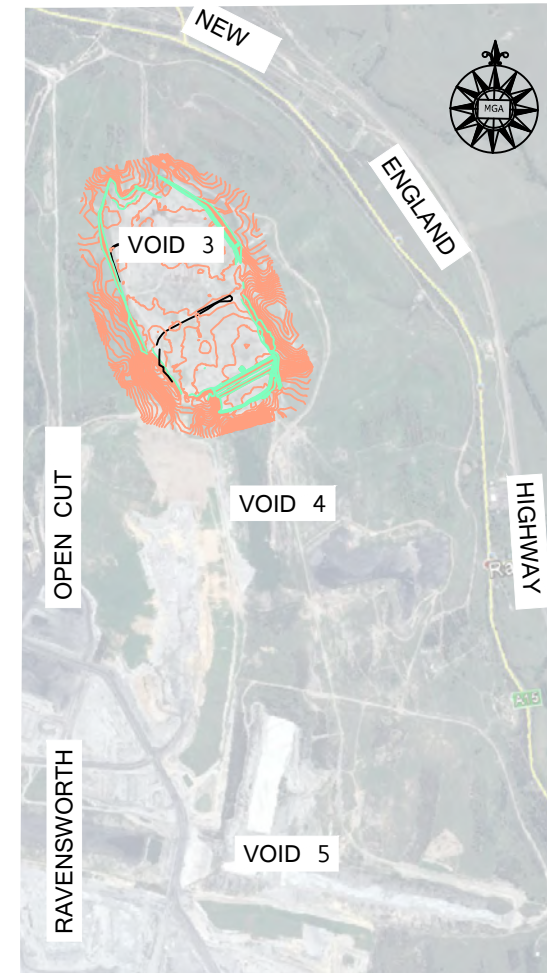 NEW
MGA
ENGLAND
VOID 3
OPEN CUT
VOID 4
HIGHWAY
RAVENSWORTH
VOID 5